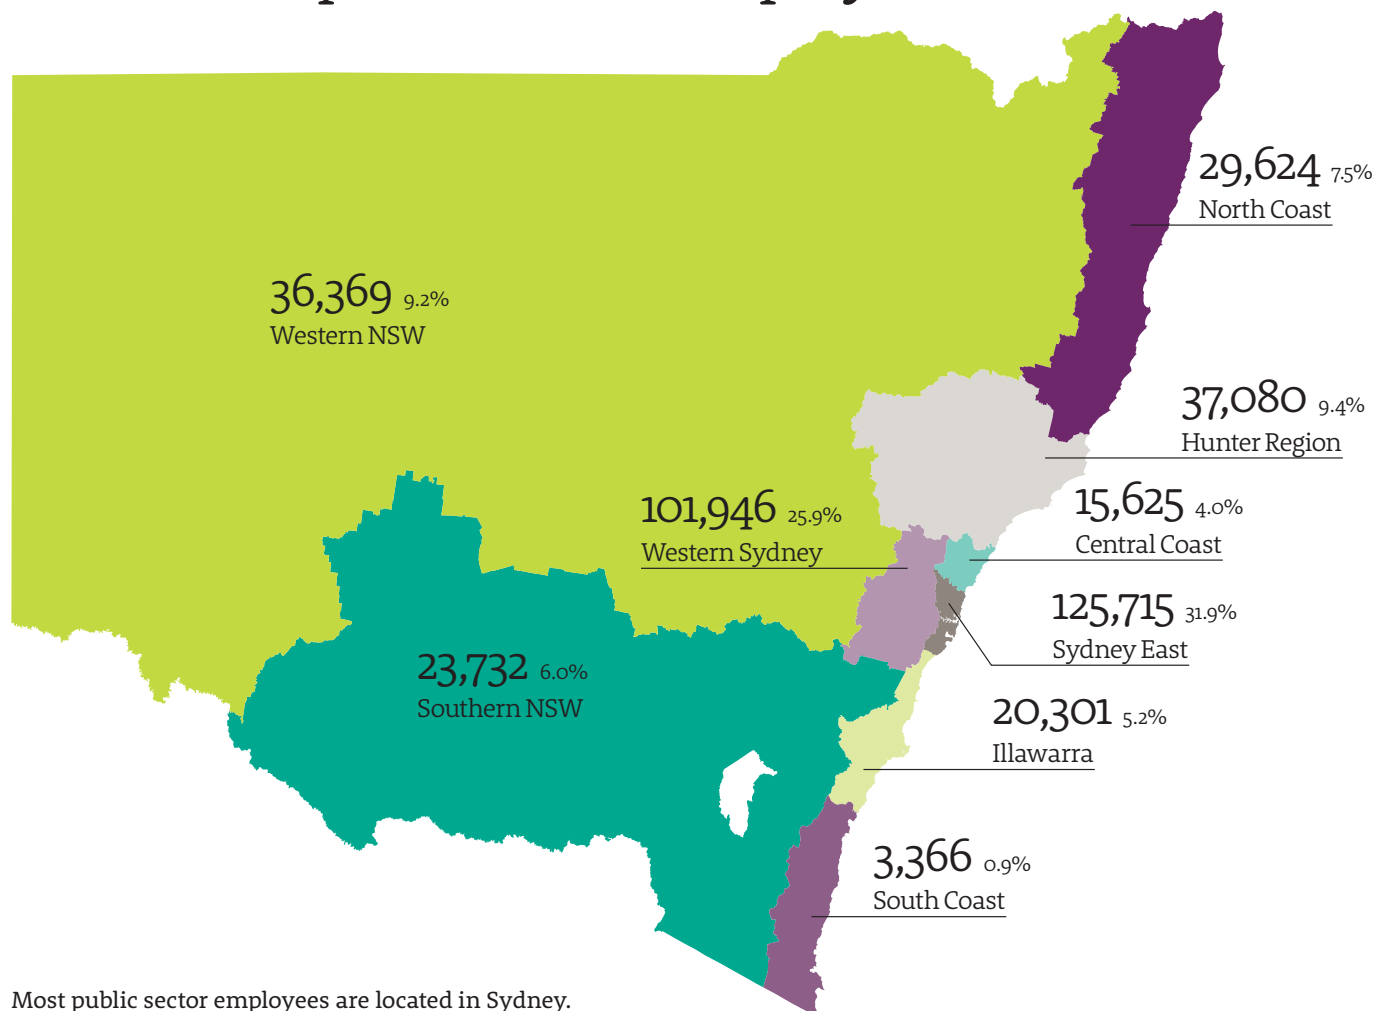 29,624 7.5%
North Coast
36,369 9.2%
Western NSW
37,080 9.4%
Hunter Region
101,946 25.9%
Western Sydney
15,625 4.0%
Central Coast
125,715 31.9%
Sydney East
23,732 6.0%
Southern NSW
20,301 5.2%
Illawarra
3,366 0.9%
South Coast
Most public sector employees are located in Sydney.